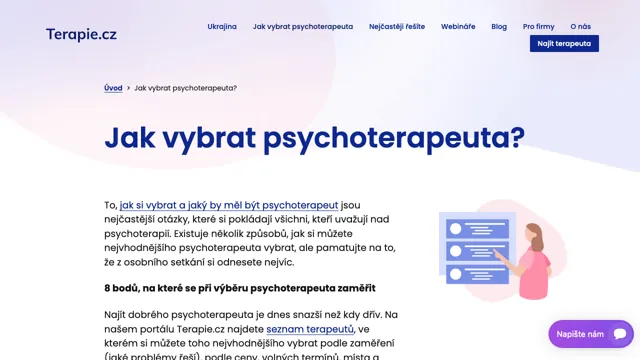 Terapie.cz
Ukrajina Jak vybrat psychoterapeuta Nejčastěji řešíte Webináře Blog Pro firmy O nás
Najít terapeuta
Úvod > Jak vybrat psychoterapeuta?
Jak vybrat psychoterapeuta?
To, jak si vybrat a jaký by měl být psychoterapeut jsou
nejčastější otázky, které si pokládají všichni, kteří uvažují nad
psychoterapií. Existuje několik způsobů, jak si můžete
nejvhodnějšího psychoterapeuta vybrat, ale pamatujte na to,
že z osobního setkání si odnesete nejvíc.
8 bodů, na které se při výběru psychoterapeuta zaměřit
Najít dobrého psychoterapeuta je dnes snazší než kdy dřív. Na
našem portálu Terapie.cz najdete seznam terapeutů, ve
kterém si můžete toho nejvhodnějšího vybrat podle zaměření
(jaké problémy řeší), podle ceny, volných termínů, místa a
Napište nám